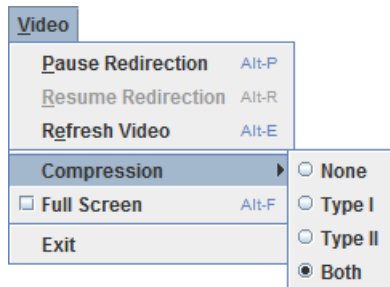 Video
Pause Redirection Alt-P
Resume Redirection Alt-R
Refresh Video Alt-E
Compression
None
Full Screen Alt-F
Type I
Type II
Exit
Both